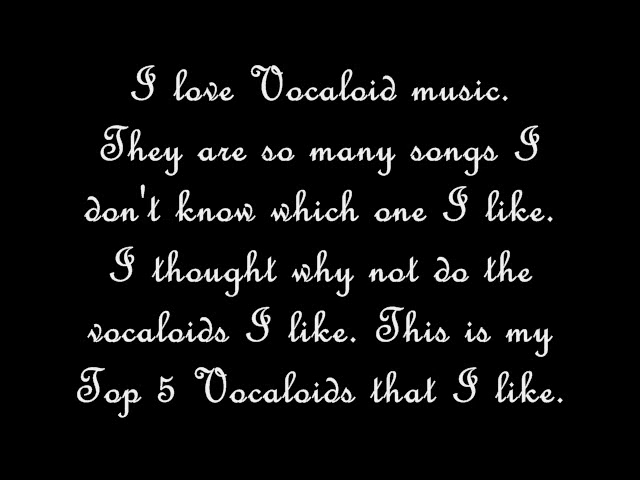 I love Vocaloid music.
They are so many songs I
don't know which one I like.
I thought why not do the
vocaloids I like. This is my
Top 5 Vocaloids that I like.